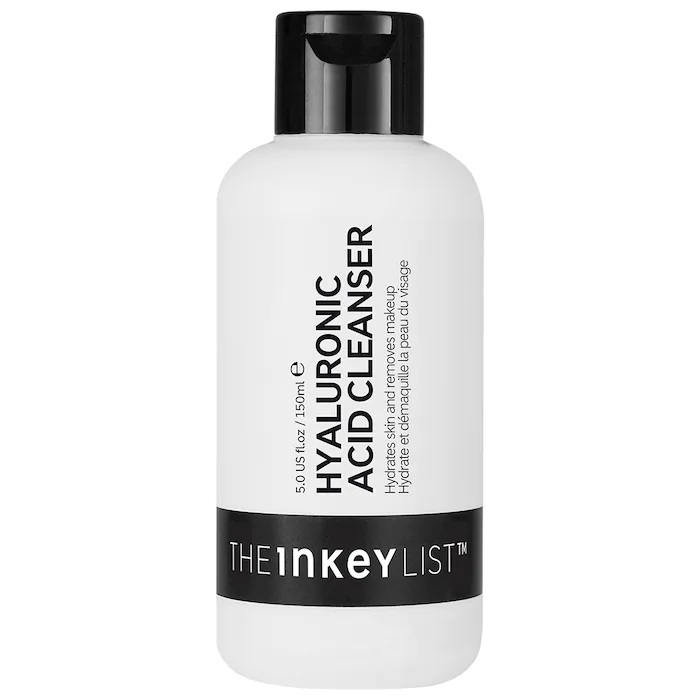 5.0 US fl.oz / 150ml ℮
HYALURONIC
ACID CLEANSER
Hydrates skin and removes makeup
Hydrate et démaquille la peau du visage
THE INKEY LIST™